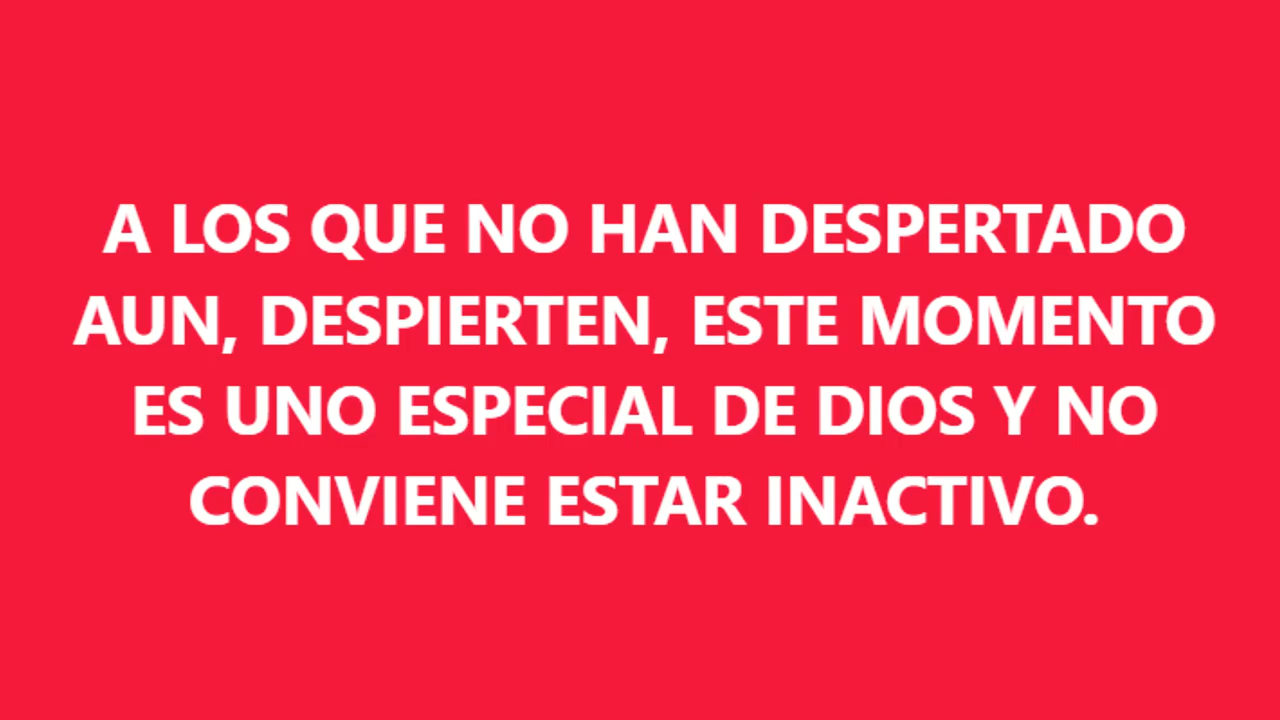 A LOS QUE NO HAN DESPERTADO
AUN, DESPIERTEN, ESTE MOMENTO
ES UNO ESPECIAL DE DIOS Y NO
CONVIENE ESTAR INACTIVO.